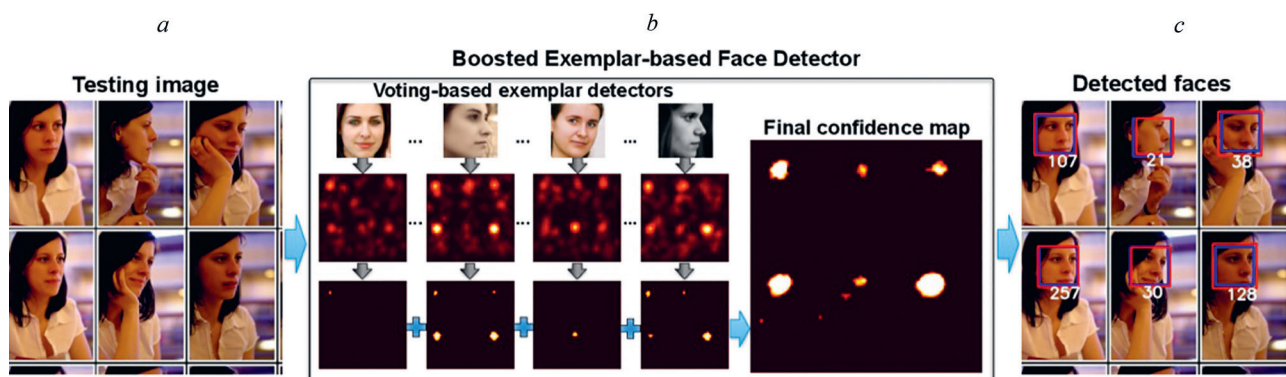 a
b
c
Boosted Exemplar-based Face Detector
Testing image
Voting-based exemplar detectors
Detected faces
... ... ...
Final confidence map
... ... ...
107 21 38
257 30 128
+ + +